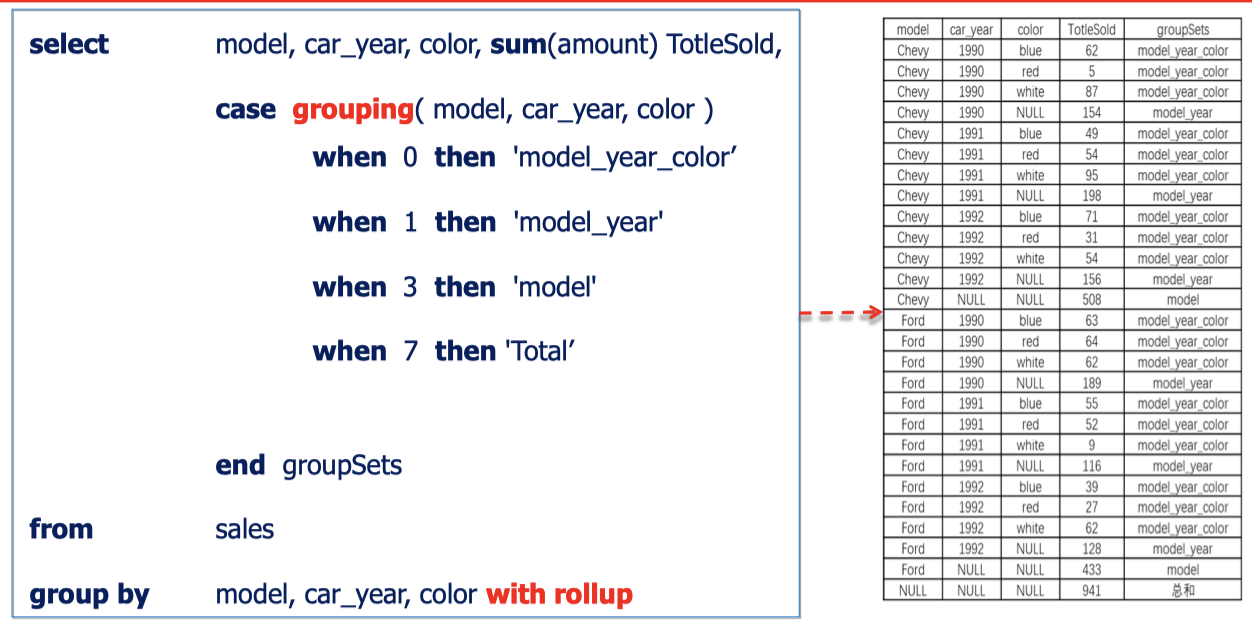 select model, car_year, color, sum(amount) TotleSold,
case grouping( model, car_year, color )
when 0 then 'model_year_color’
when 1 then 'model_year'
when 3 then 'model'
when 7 then 'Total’
end groupSets
from sales
group by model, car_year, color with rollup
model car_year color TotleSold groupSets
Chevy 1990 blue 62 model_year_color
Chevy 1990 red 5 model_year_color
Chevy 1990 white 87 model_year_color
Chevy 1990 NULL 154 model_year
Chevy 1991 blue 49 model_year_color
Chevy 1991 red 54 model_year_color
Chevy 1991 white 95 model_year_color
Chevy 1991 NULL 198 model_year
Chevy 1992 blue 71 model_year_color
Chevy 1992 red 31 model_year_color
Chevy 1992 white 54 model_year_color
Chevy 1992 NULL 156 model_year
Chevy NULL NULL 508 model
Ford 1990 blue 63 model_year_color
Ford 1990 red 64 model_year_color
Ford 1990 white 62 model_year_color
Ford 1990 NULL 189 model_year
Ford 1991 blue 55 model_year_color
Ford 1991 red 52 model_year_color
Ford 1991 white 9 model_year_color
Ford 1991 NULL 116 model_year
Ford 1992 blue 39 model_year_color
Ford 1992 red 27 model_year_color
Ford 1992 white 62 model_year_color
Ford 1992 NULL 128 model_year
Ford NULL NULL 433 model
NULL NULL NULL 941 总和